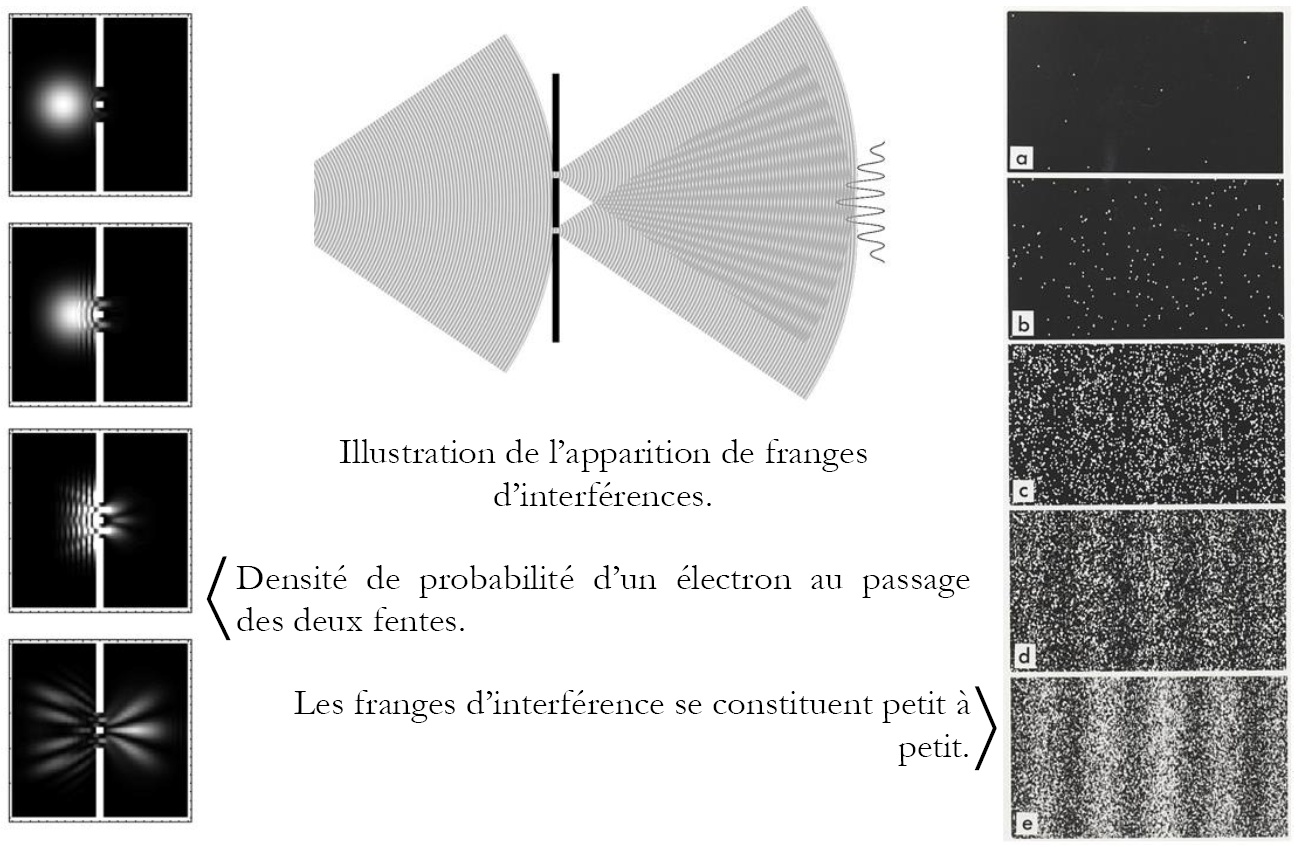 Illustration de l’apparition de franges
d’interférences.
Densité de probabilité d’un électron au passage
des deux fentes.
Les franges d’interférence se constituent petit à
petit.
a
b
c
d
e